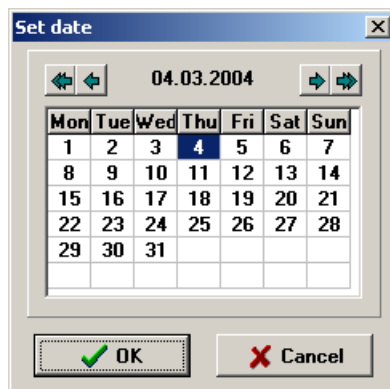 Set date
04.03.2004
Mon Tue Wed Thu Fri Sat Sun
1 2 3 4 5 6 7
8 9 10 11 12 13 14
15 16 17 18 19 20 21
22 23 24 25 26 27 28
29 30 31
OK Cancel